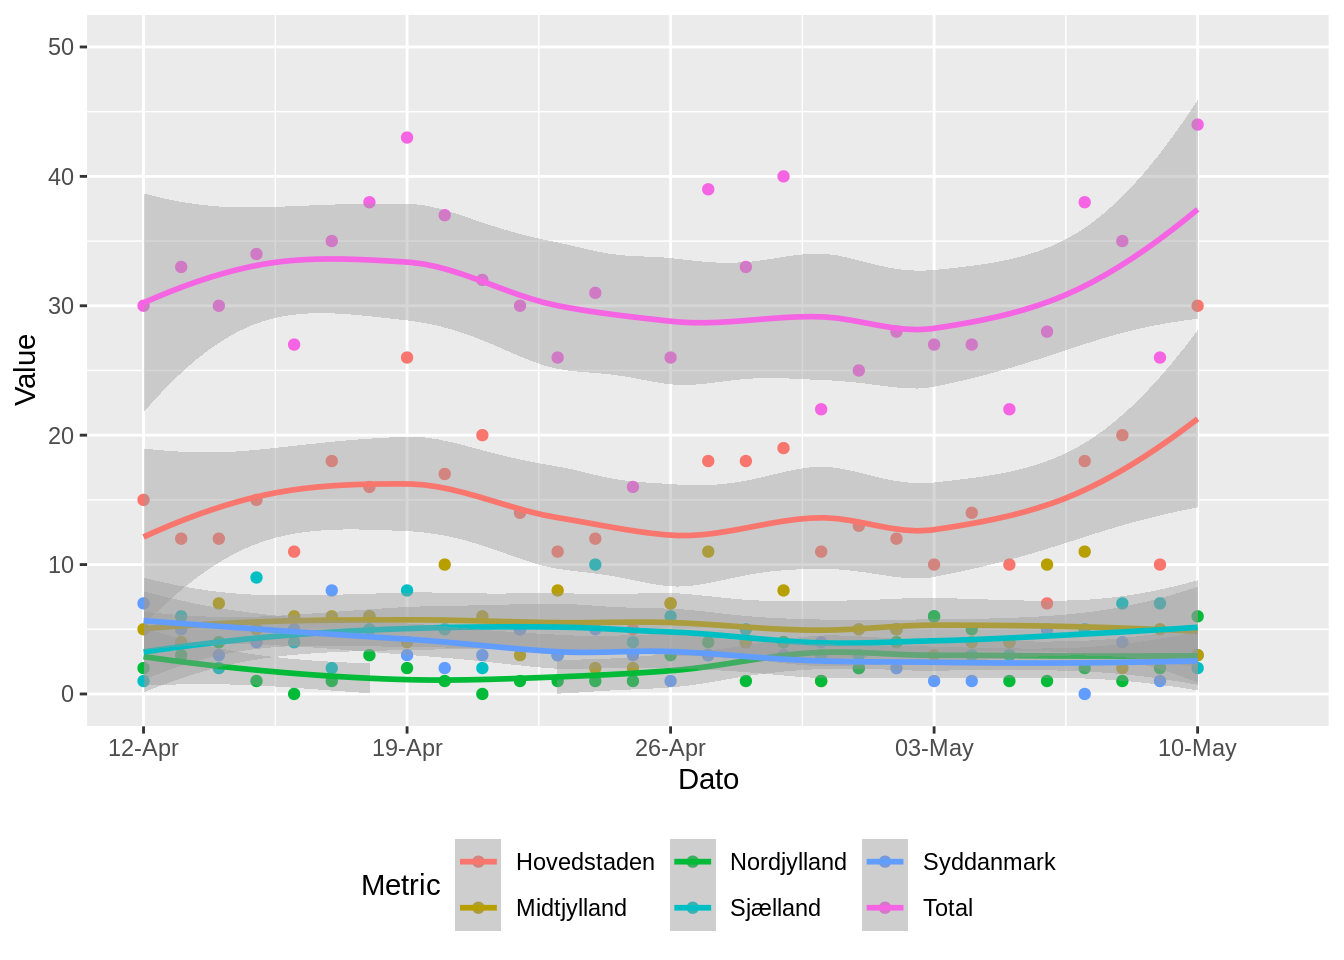 50
40
30
20
10
0
Value
12-Apr 19-Apr 26-Apr 03-May 10-May
Dato
Metric
Hovedstaden Nordjylland Syddanmark
Midtjylland Sjælland Total